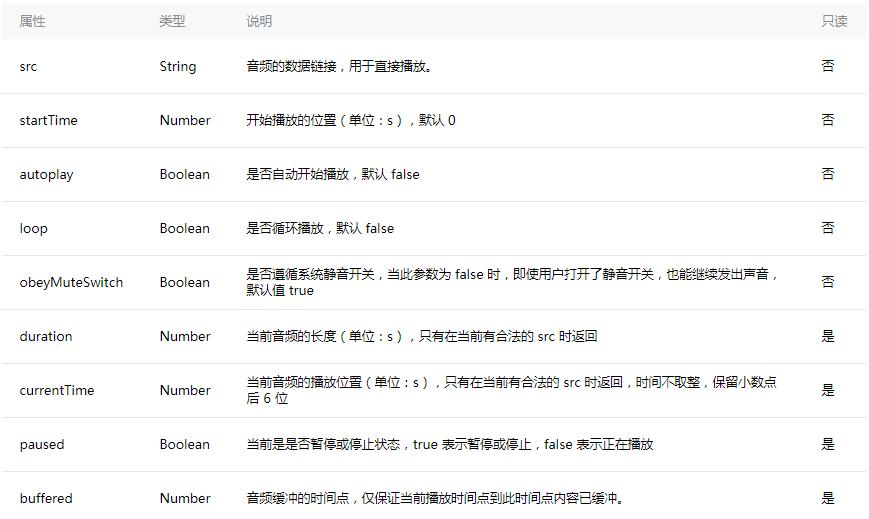 属性 类型 说明 只读
src String 音频的数据链接，用于直接播放。 否
startTime Number 开始播放的位置（单位：s），默认 0 否
autoplay Boolean 是否自动开始播放，默认 false 否
loop Boolean 是否循环播放，默认 false 否
obeyMuteSwitch Boolean 是否遵循系统静音开关，当此参数为 false 时，即使用户打开了静音开关，也能继续发出声音， 否
默认值 true
duration Number 当前音频的长度（单位：s），只有在当前有合法的 src 时返回 是
currentTime Number 当前音频的播放位置（单位：s），只有在当前有合法的 src 时返回，时间不取整，保留小数点 是
后 6 位
paused Boolean 当前是是否暂停或停止状态，true 表示暂停或停止，false 表示正在播放 是
buffered Number 音频缓冲的时间点，仅保证当前播放时间点到此时间点内容已缓冲。 是